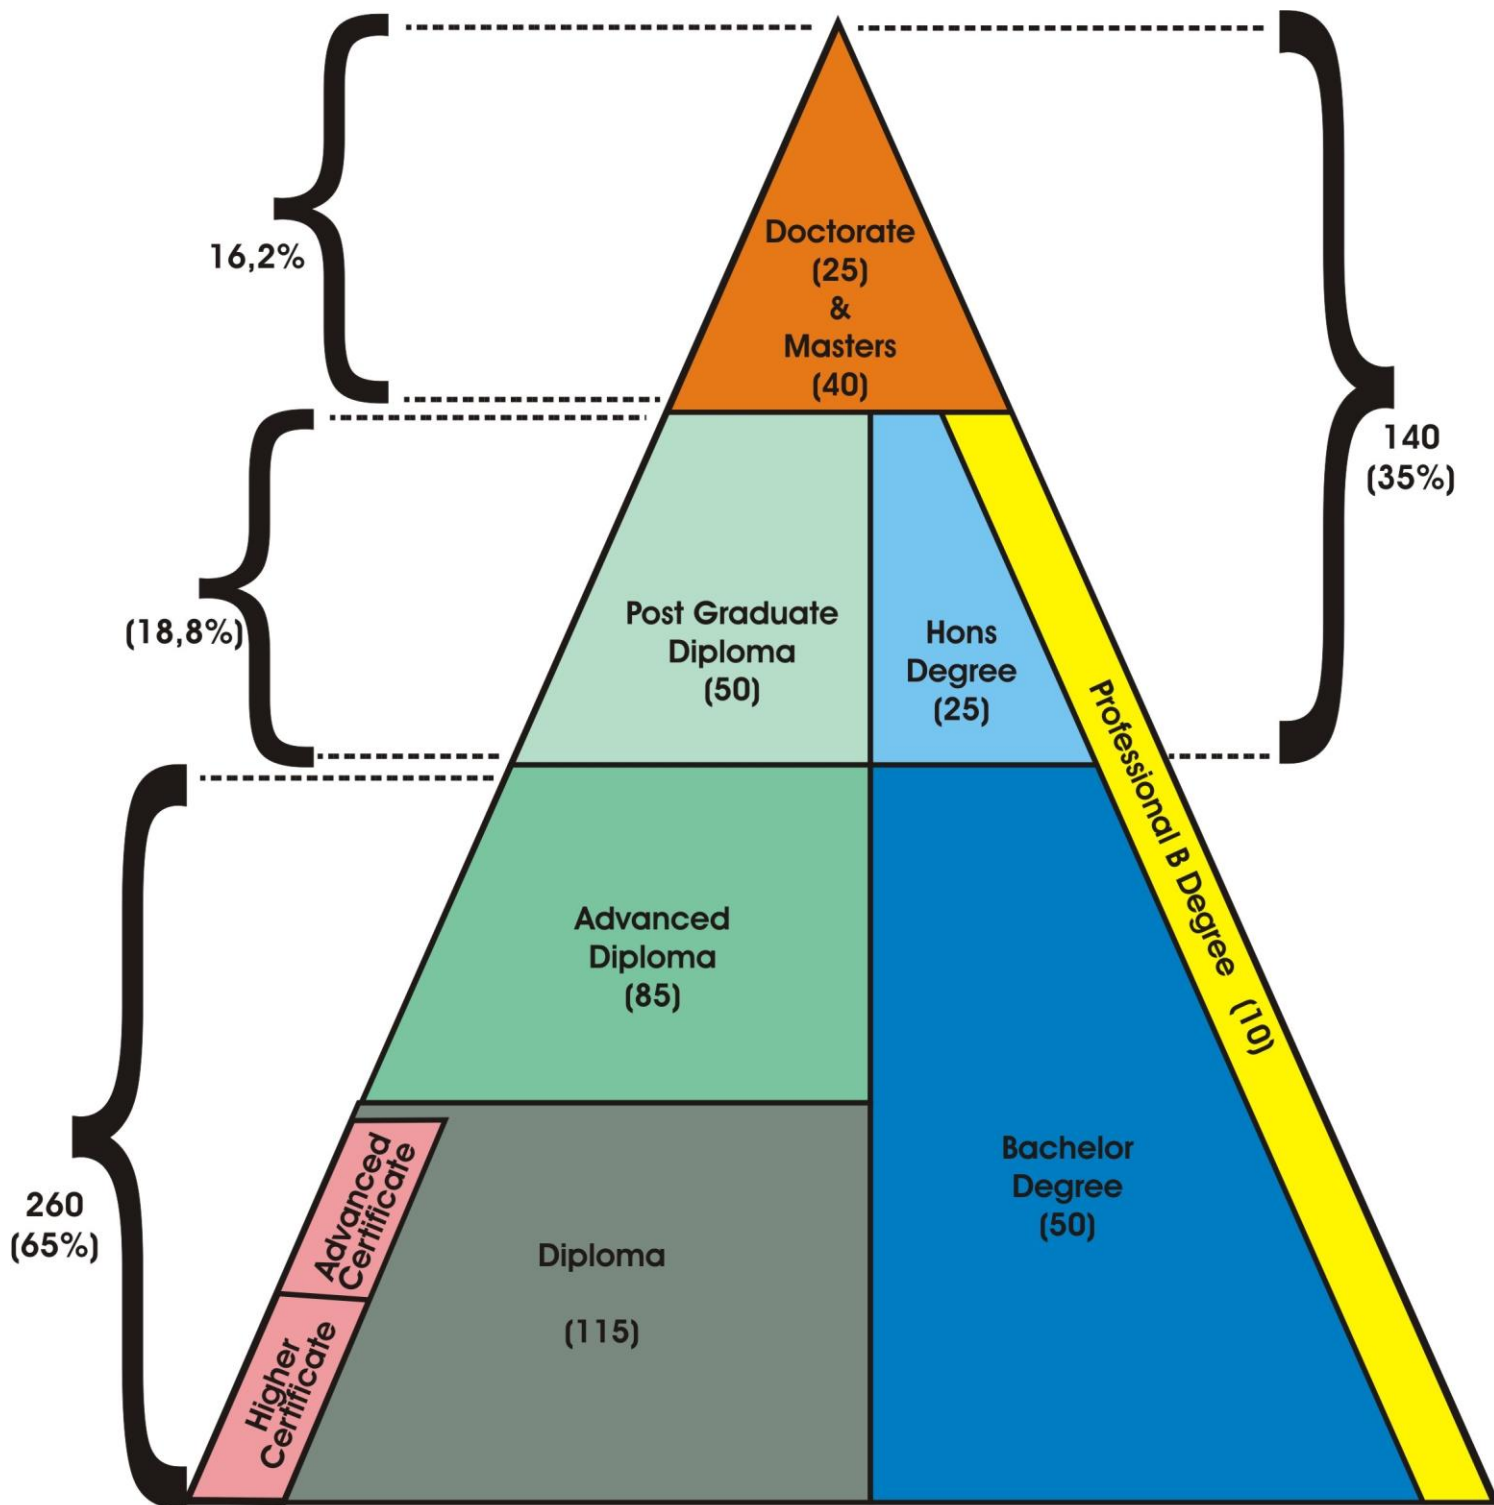 16,2%
Doctorate
(25)
&
Masters
(40)
140
(35%)
(18,8%)
Post Graduate
Diploma
(50)
Hons
Degree
(25)
Professional B Degree (10)
Advanced
Diploma
(85)
260
(65%)
Advanced
Certificate
Higher
Certificate
Diploma
(115)
Bachelor
Degree
(50)